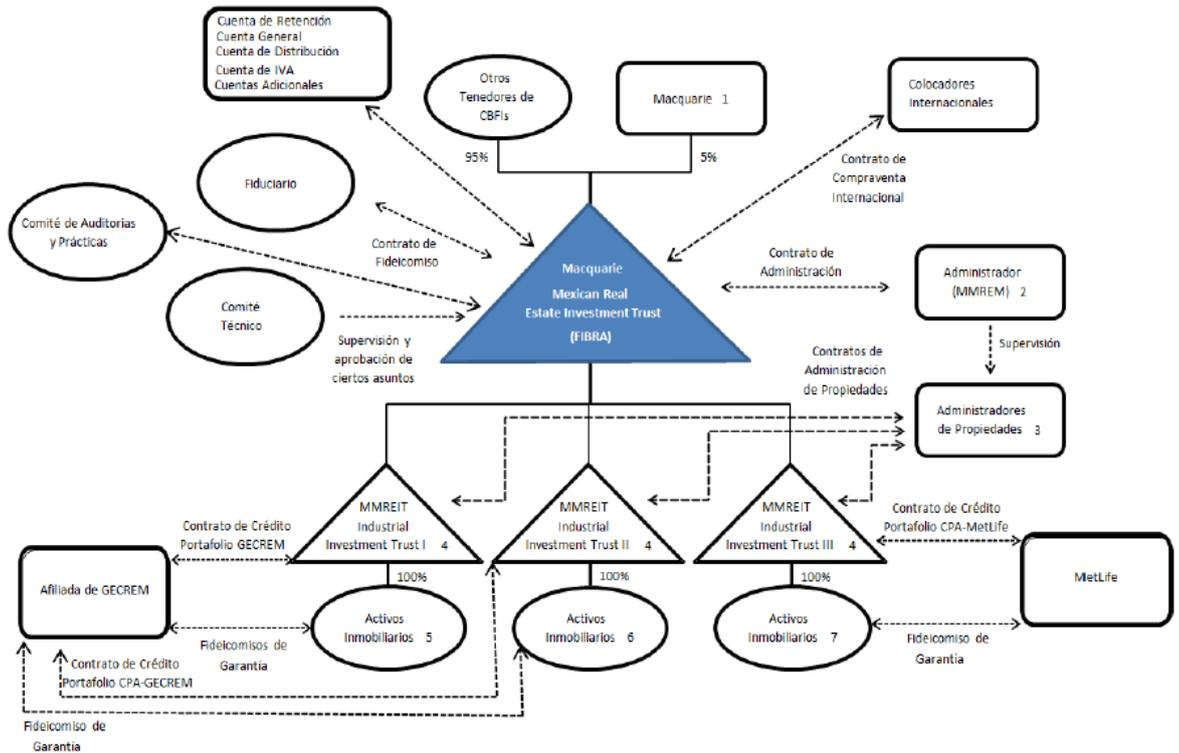 Cuenta de Retención
Cuenta General
Cuenta de Distribución
Cuenta de IVA
Cuentas Adicionales
Otros
Tenedores de
CBFIs
Macquarie 1
Colocadores
Internacionales
95%
5%
Contrato de
Compraventa
Internacional
Fiduciario
Comité de Auditorias
y Prácticas
Contrato de
Fideicomiso
Macquarie
Mexican Real
Estate Investment Trust
(FIBRA)
Contrato de
Administración
Administrador
(MMREM) 2
Comité
Técnico
Supervisión y
aprobación de
ciertos asuntos
Supervisión
Contratos de
Administración
de Propiedades
Administradores
de Propiedades 3
MMREIT
Industrial
Investment Trust I 4
MMREIT
Industrial
Investment Trust II 4
MMREIT
Industrial
Investment Trust III 4
Contrato de Crédito
Portafolio GECREM
Contrato de Crédito
Portafolio CPA-MetLife
100%
100%
100%
Afiliada de GECREM
MetLife
Activos
Inmobiliarios 5
Activos
Inmobiliarios 6
Activos
Inmobiliarios 7
Fideicomisos de
Garantía
Fideicomiso de
Garantía
Contrato de Crédito
Portafolio CPA-GECREM
Fideicomiso de
Garantía